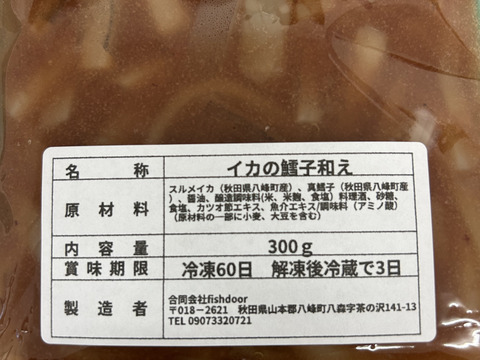 名称 イカの鱈子和え
原材料 スルメイカ（秋田県八峰町産）、真鱈子（秋田県八峰町産
）、醤油、醸造調味料(米、米麹、食塩）料理酒、砂糖、
食塩、カツオ節エキス、魚介エキス/調味料（アミノ酸）
（原材料の一部に小麦、大豆を含む）
内容量 300ｇ
賞味期限 冷凍60日 解凍後冷蔵で3日
製造者 合同会社fishdoor
〒018－2621 秋田県山本郡八峰町八森字茶の沢141-13
TEL 09073320721